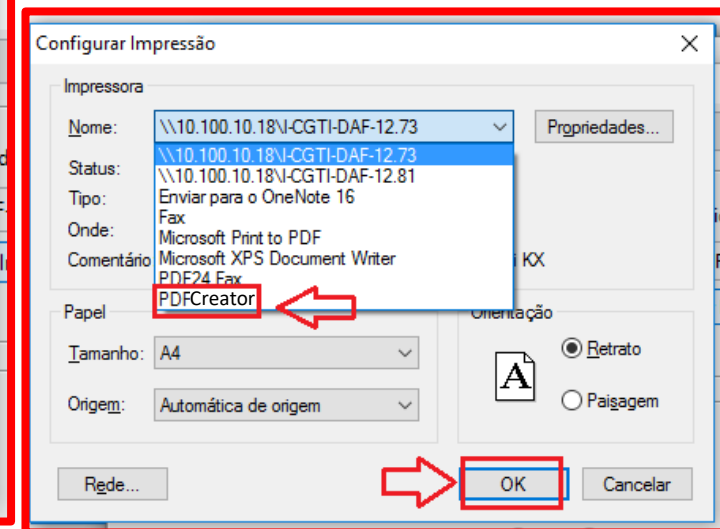 Configurar Impressão
Impressora
Nome: \\10.100.10.18\I-CGTI-DAF-12.73 Propriedades...
\\10.100.10.18\I-CGTI-DAF-12.73
Status: \\10.100.10.18\I-CGTI-DAF-12.81
Tipo: Enviar para o OneNote 16
Fax
Onde: Microsoft Print to PDF
Comentário Microsoft XPS Document Writer KX
PDF24 Fax
PDFCreator
Papel Orientação
Tamanho: A4 Retrato
A
Origem: Automática de origem Paisagem
Rede... OK Cancelar